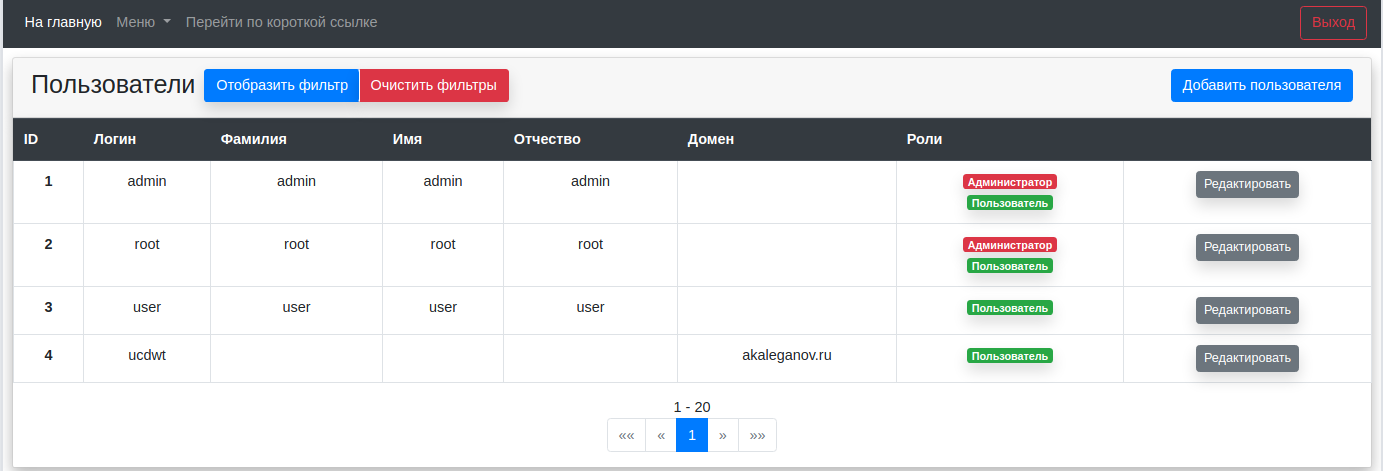 На главную Меню Перейти по короткой ссылке Выход
Пользователи Отобразить фильтр Очистить фильтры Добавить пользователя
ID Логин Фамилия Имя Отчество Домен Роли
1 admin admin admin admin Администратор Редактировать
Пользователь
2 root root root root Администратор Редактировать
Пользователь
3 user user user user Пользователь Редактировать
4 ucdwt akaleganov.ru Пользователь Редактировать
1 - 20
«« « 1 » »»